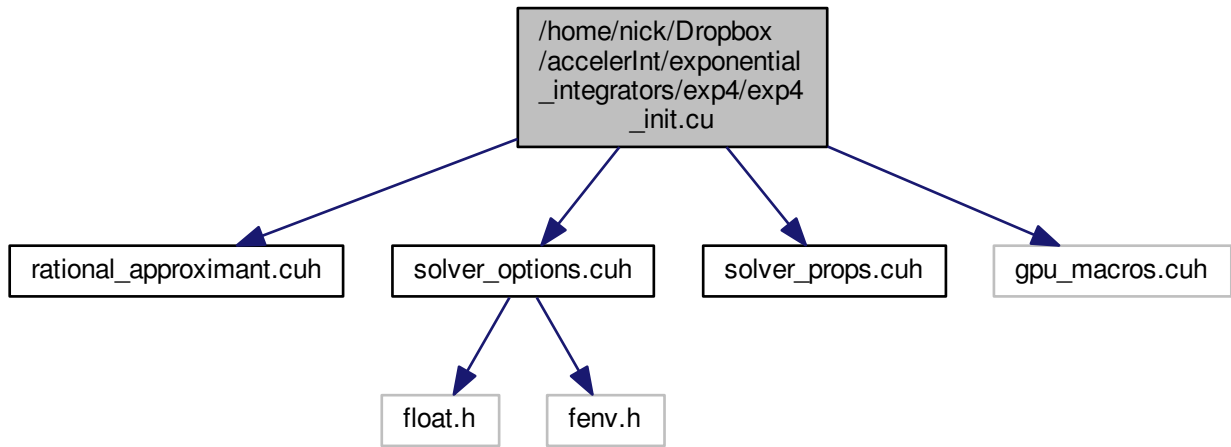 /home/nick/Dropbox
/accelerInt/exponential
_integrators/exp4/exp4
_init.cu
rational_approximant.cuh
solver_options.cuh
solver_props.cuh
gpu_macros.cuh
float.h
fenv.h